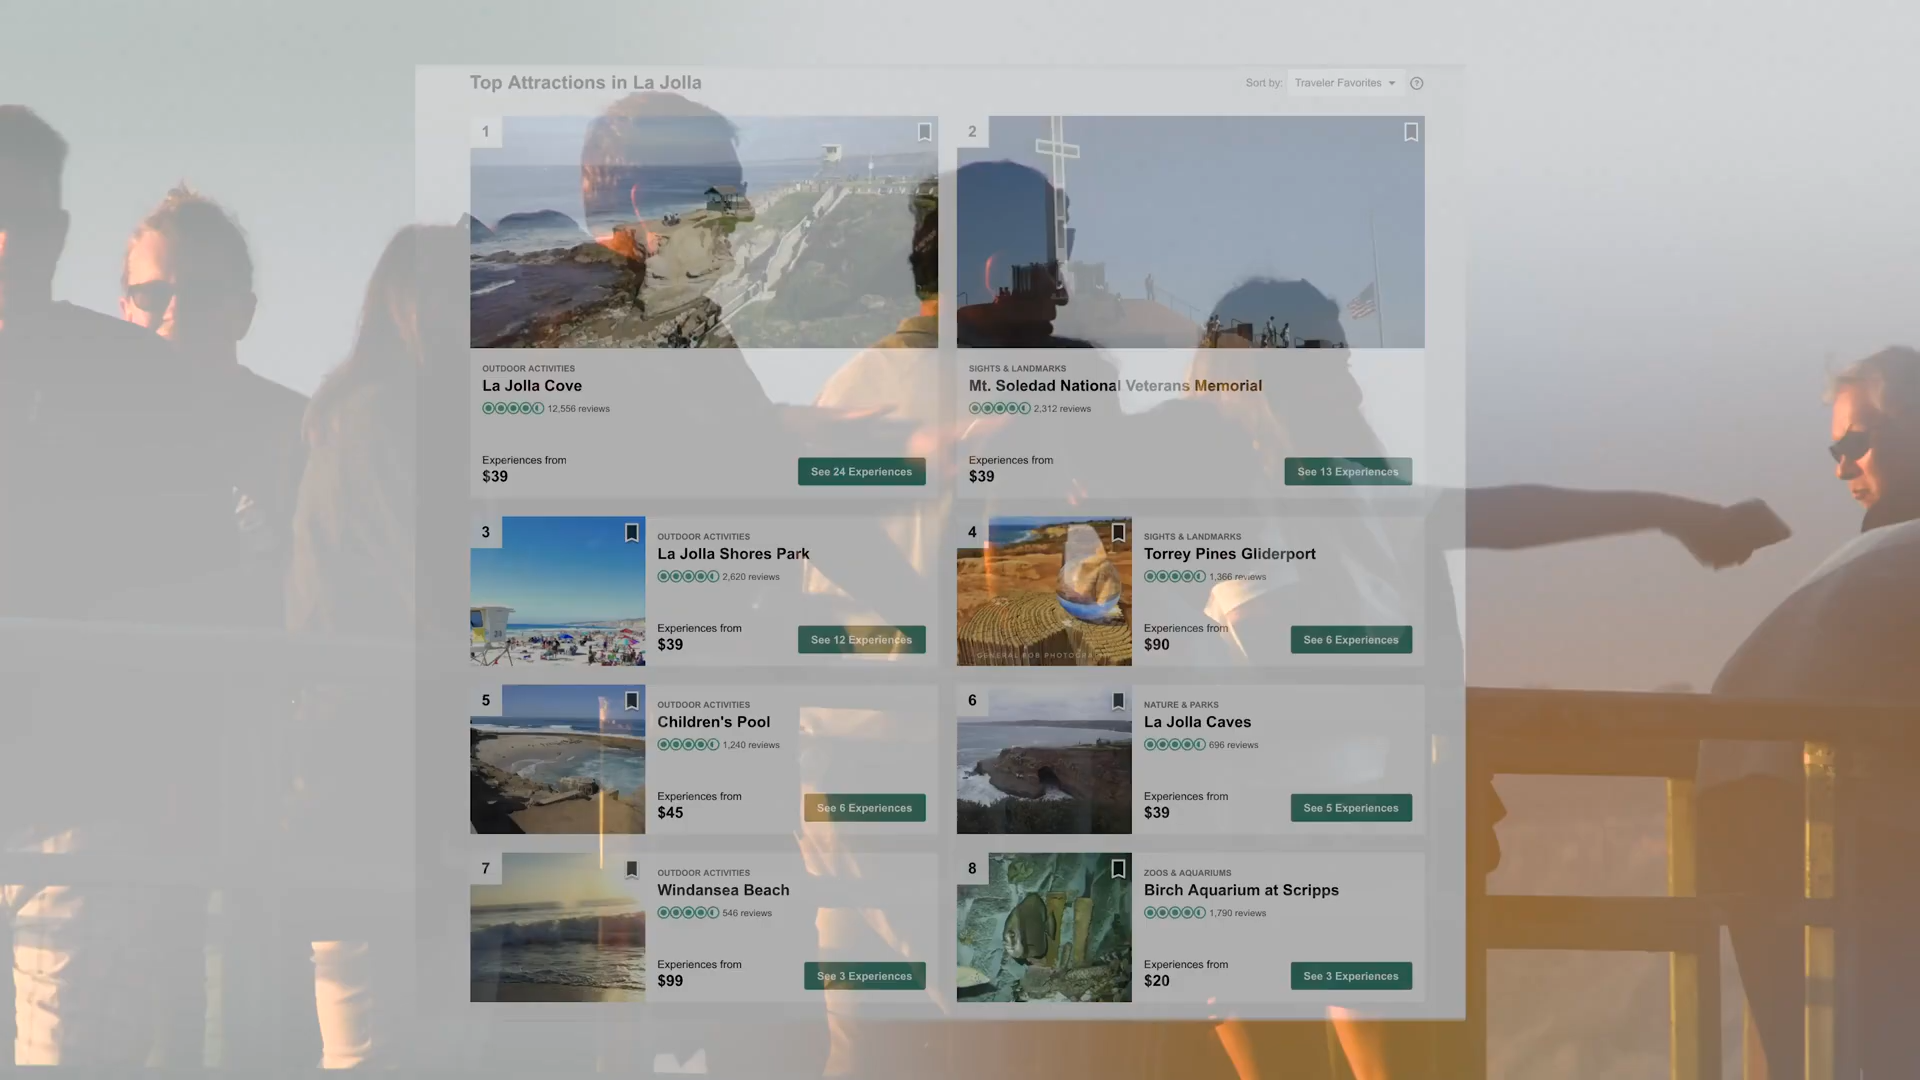 Top Attractions in La Jolla
Sort by: Traveler Favorites
1
2
OUTDOOR ACTIVITIES
La Jolla Cove
12,556 reviews
Experiences from
$39
See 24 Experiences
SIGHTS & LANDMARKS
Mt. Soledad National Veterans Memorial
2,312 reviews
Experiences from
$39
See 13 Experiences
3
OUTDOOR ACTIVITIES
La Jolla Shores Park
2,620 reviews
Experiences from
$39
See 12 Experiences
4
SIGHTS & LANDMARKS
Torrey Pines Gliderport
1,366 reviews
Experiences from
$90
See 6 Experiences
GENERAL BOB PHOTOGRAPHY
5
OUTDOOR ACTIVITIES
Children's Pool
1,240 reviews
Experiences from
$45
See 6 Experiences
6
NATURE & PARKS
La Jolla Caves
696 reviews
Experiences from
$39
See 5 Experiences
7
OUTDOOR ACTIVITIES
Windansea Beach
546 reviews
Experiences from
$99
See 3 Experiences
8
ZOOS & AQUARIUMS
Birch Aquarium at Scripps
1,790 reviews
Experiences from
$20
See 3 Experiences